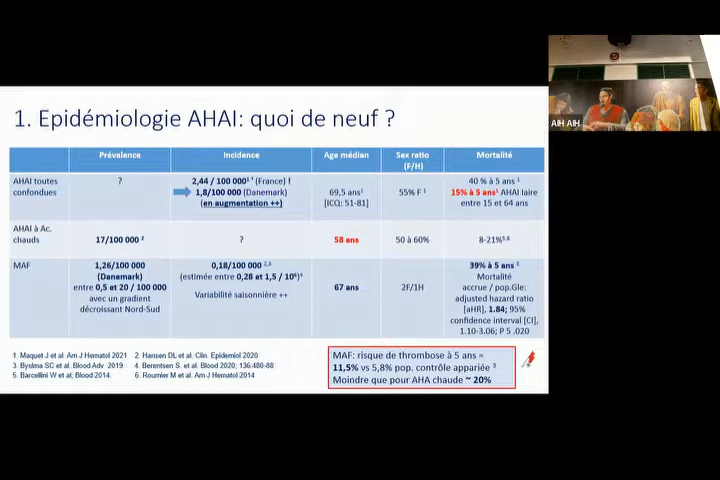 1. Epidémiologie AHAI: quoi de neuf ?
Prévalence
Incidence
Age médian
Sex ratio
(F/H)
Mortalité
AHAI toutes
confondues
?
2,44 / 100 000¹ ⁺ (France) !
1,8/100 000 (Danemark)
(en augmentation ++)
69,5 ans¹
[ICQ: 51-81]
55% F ¹
40 % à 5 ans ¹
15% à 5 ans¹ AHAI laire
entre 15 et 64 ans
AHAI à Ac.
chauds
17/100 000 ²
?
58 ans
50 à 60%
8-21%⁵,⁶
MAF
1,26/100 000
(Danemark)
entre 0,5 et 20 / 100 000
avec un gradient
décroissant Nord-Sud
0,18/100 000 ²,³
(estimée entre 0,28 et 1,5 / 10⁶)⁴
Variabilité saisonnière ++
67 ans
2F/1H
39% à 5 ans ³
Mortalité
accrue / pop.Gle:
adjusted hazard ratio
[aHR], 1.84; 95%
confidence interval [CI],
1.10-3.06; P 5 .020
1. Maquet J et al. Am J Hematol 2021 2. Hansen DL et al. Clin. Epidemiol 2020
3. Bylsma SC et al. Blood Adv 2019 4. Berentsen S. et al. Blood 2020; 136:480-88
5. Barcellini W et al; Blood 2014. 6. Roumier M et al. Am J Hematol 2014
MAF: risque de thrombose à 5 ans =
11,5% vs 5,8% pop. contrôle appariée ³
Moindre que pour AHA chaude ~ 20%
AIH AIH